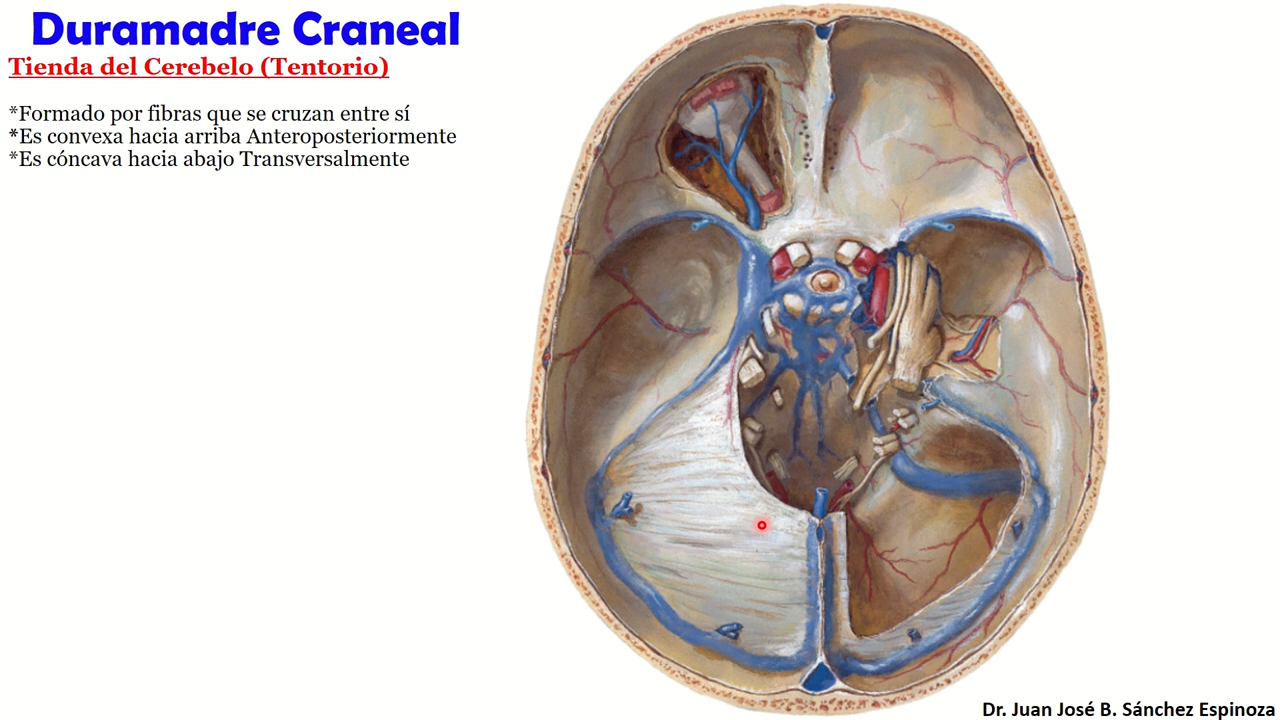 Duramadre Craneal
Tienda del Cerebelo (Tentorio)
*Formado por fibras que se cruzan entre sí
*Es convexa hacia arriba Anteroposteriormente
*Es cóncava hacia abajo Transversalmente
Dr. Juan José B. Sánchez Espinoza